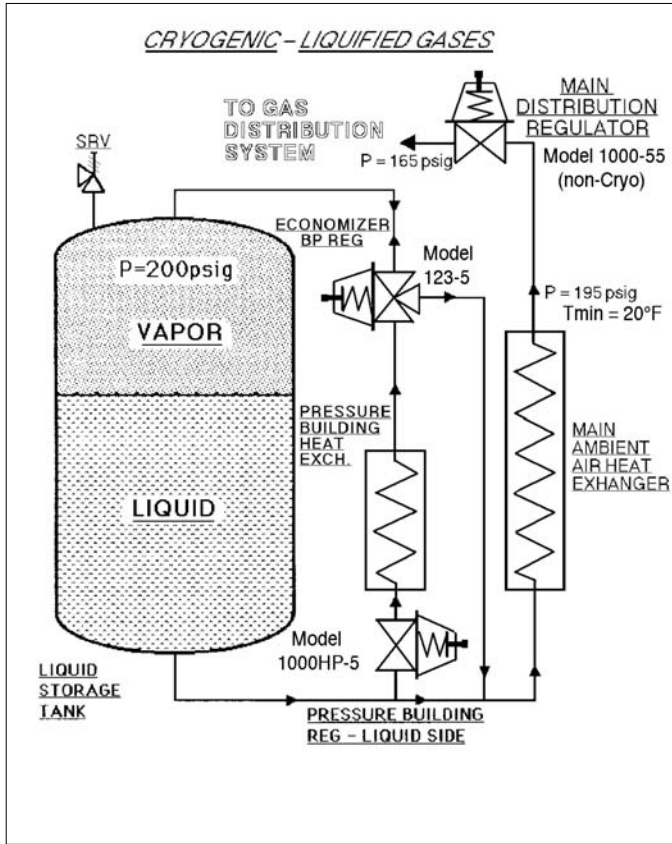 CRYOGENIC – LIQUIFIED GASES
MAIN
DISTRIBUTION
REGULATOR
Model 1000-55
(non-Cryo)
TO GAS
DISTRIBUTION
SYSTEM
P = 165 psig
SRV
ECONOMIZER
BP REG
Model
123-5
P=200psig
VAPOR
P = 195 psig
Tmin = 20°F
PRESSURE
BUILDING
HEAT
EXCH.
MAIN
AMBIENT
AIR HEAT
EXHANGER
LIQUID
Model
1000HP-5
LIQUID
STORAGE
TANK
PRESSURE BUILDING
REG – LIQUID SIDE